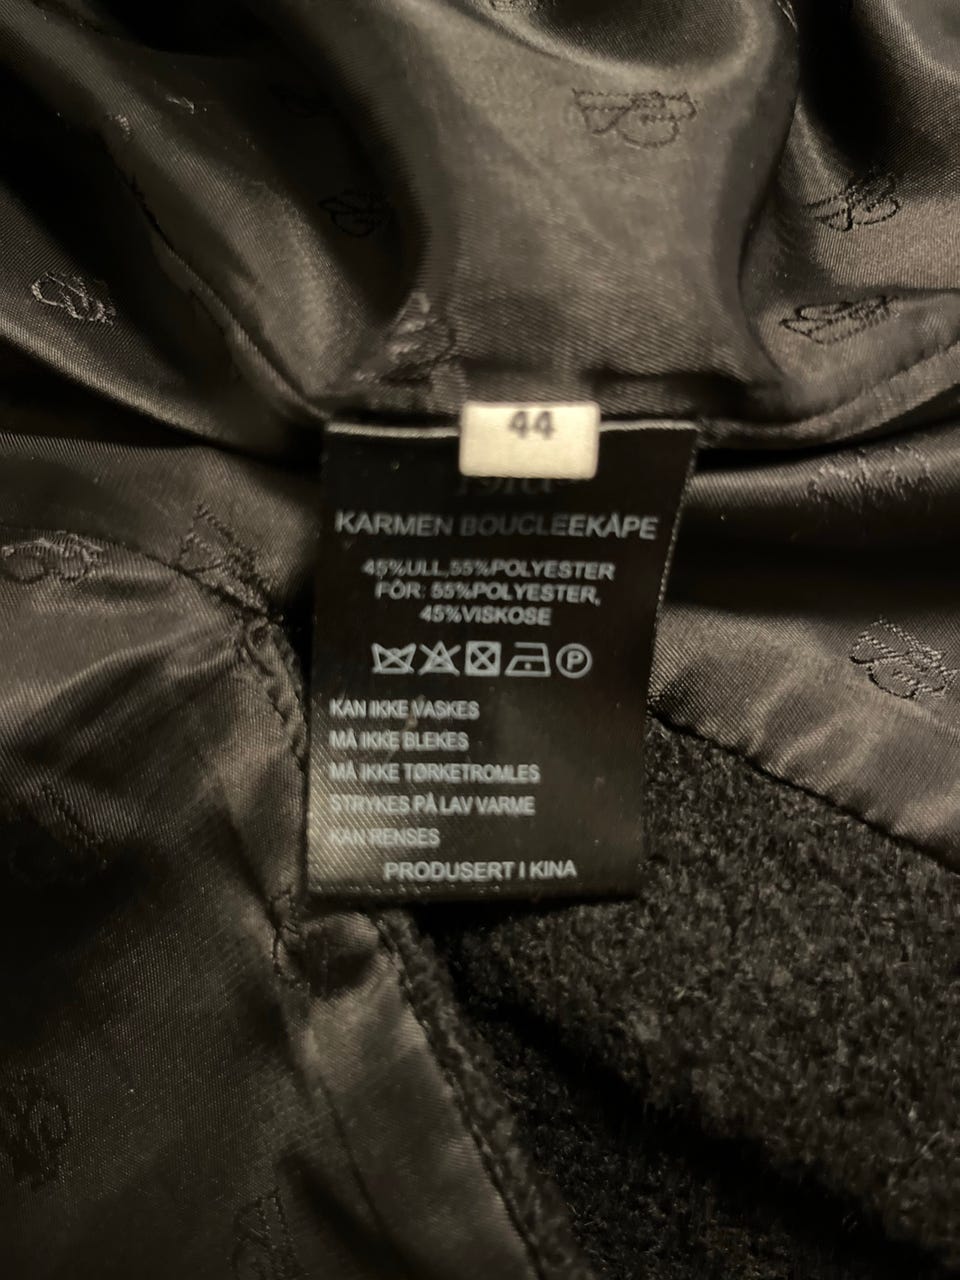 44
KARMEN BOUCLEEKÅPE
45%ULL,55%POLYESTER
FÔR: 55%POLYESTER,
45%VISKOSE
P
KAN IKKE VASKES
MÅ IKKE BLEKES
MÅ IKKE TØRKETROMLES
STRYKES PÅ LAV VARME
KAN RENSES
PRODUSERT I KINA